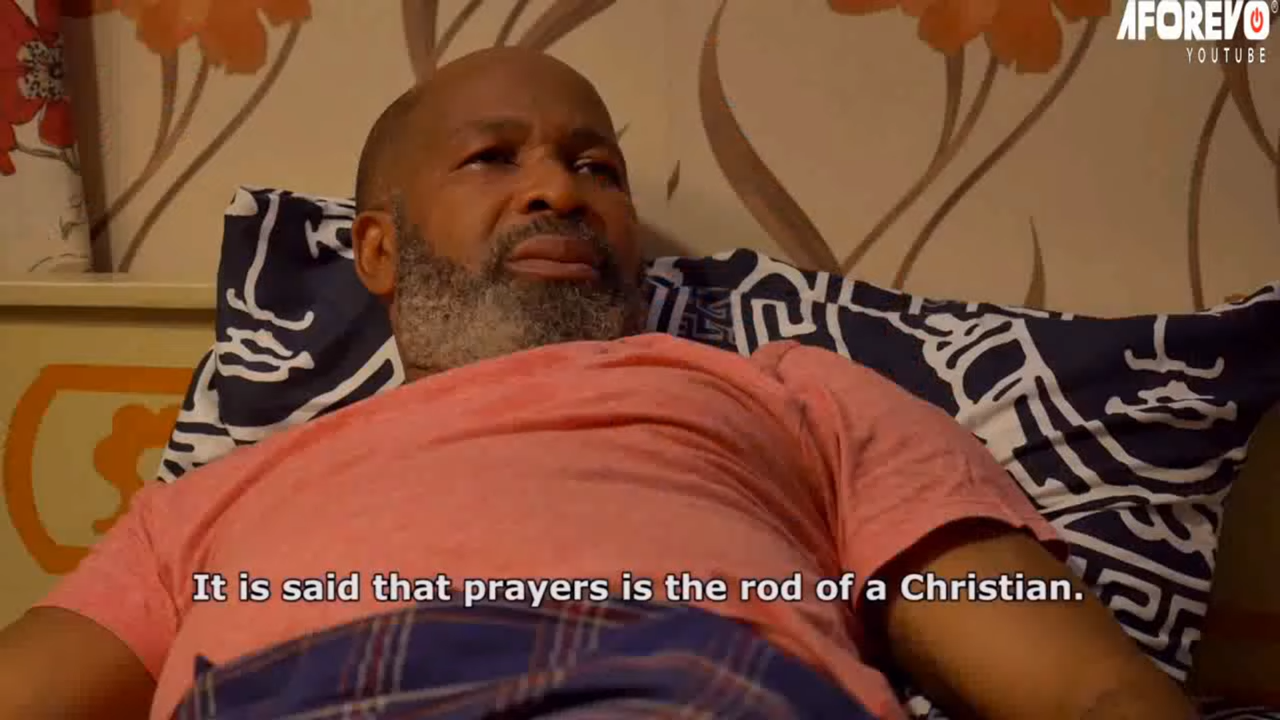 AFOREVO
YOUTUBE
It is said that prayers is the rod of a Christian.